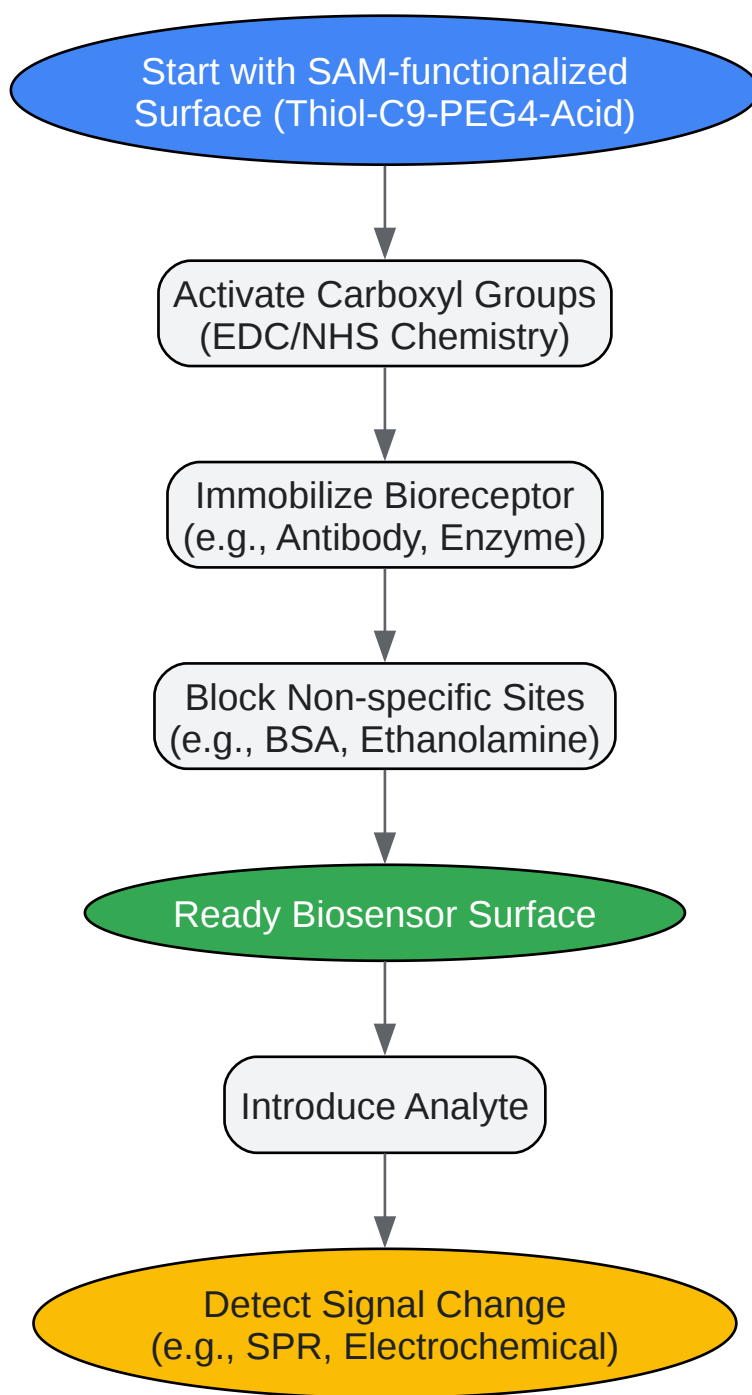 Start with SAM-functionalized
Surface (Thiol-C9-PEG4-Acid)
Activate Carboxyl Groups
(EDC/NHS Chemistry)
Immobilize Bioreceptor
(e.g., Antibody, Enzyme)
Block Non-specific Sites
(e.g., BSA, Ethanolamine)
Ready Biosensor Surface
Introduce Analyte
Detect Signal Change
(e.g., SPR, Electrochemical)